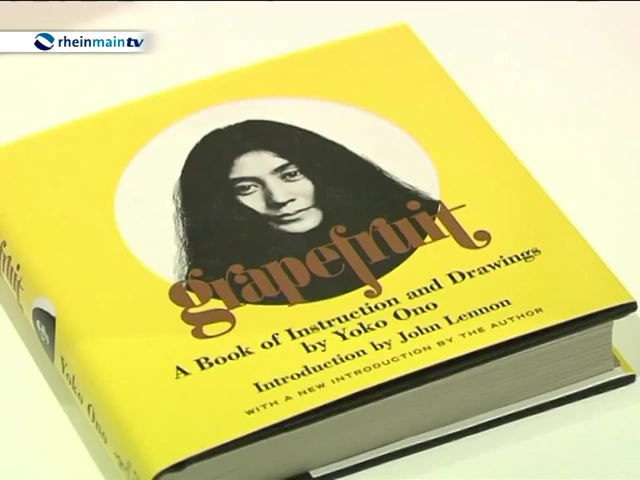 rheinmaintv
grapefruit
A Book of Instruction and Drawings
by Yoko Ono
Introduction by John Lennon
WITH A NEW INTRODUCTION BY THE AUTHOR
Yoko Ono